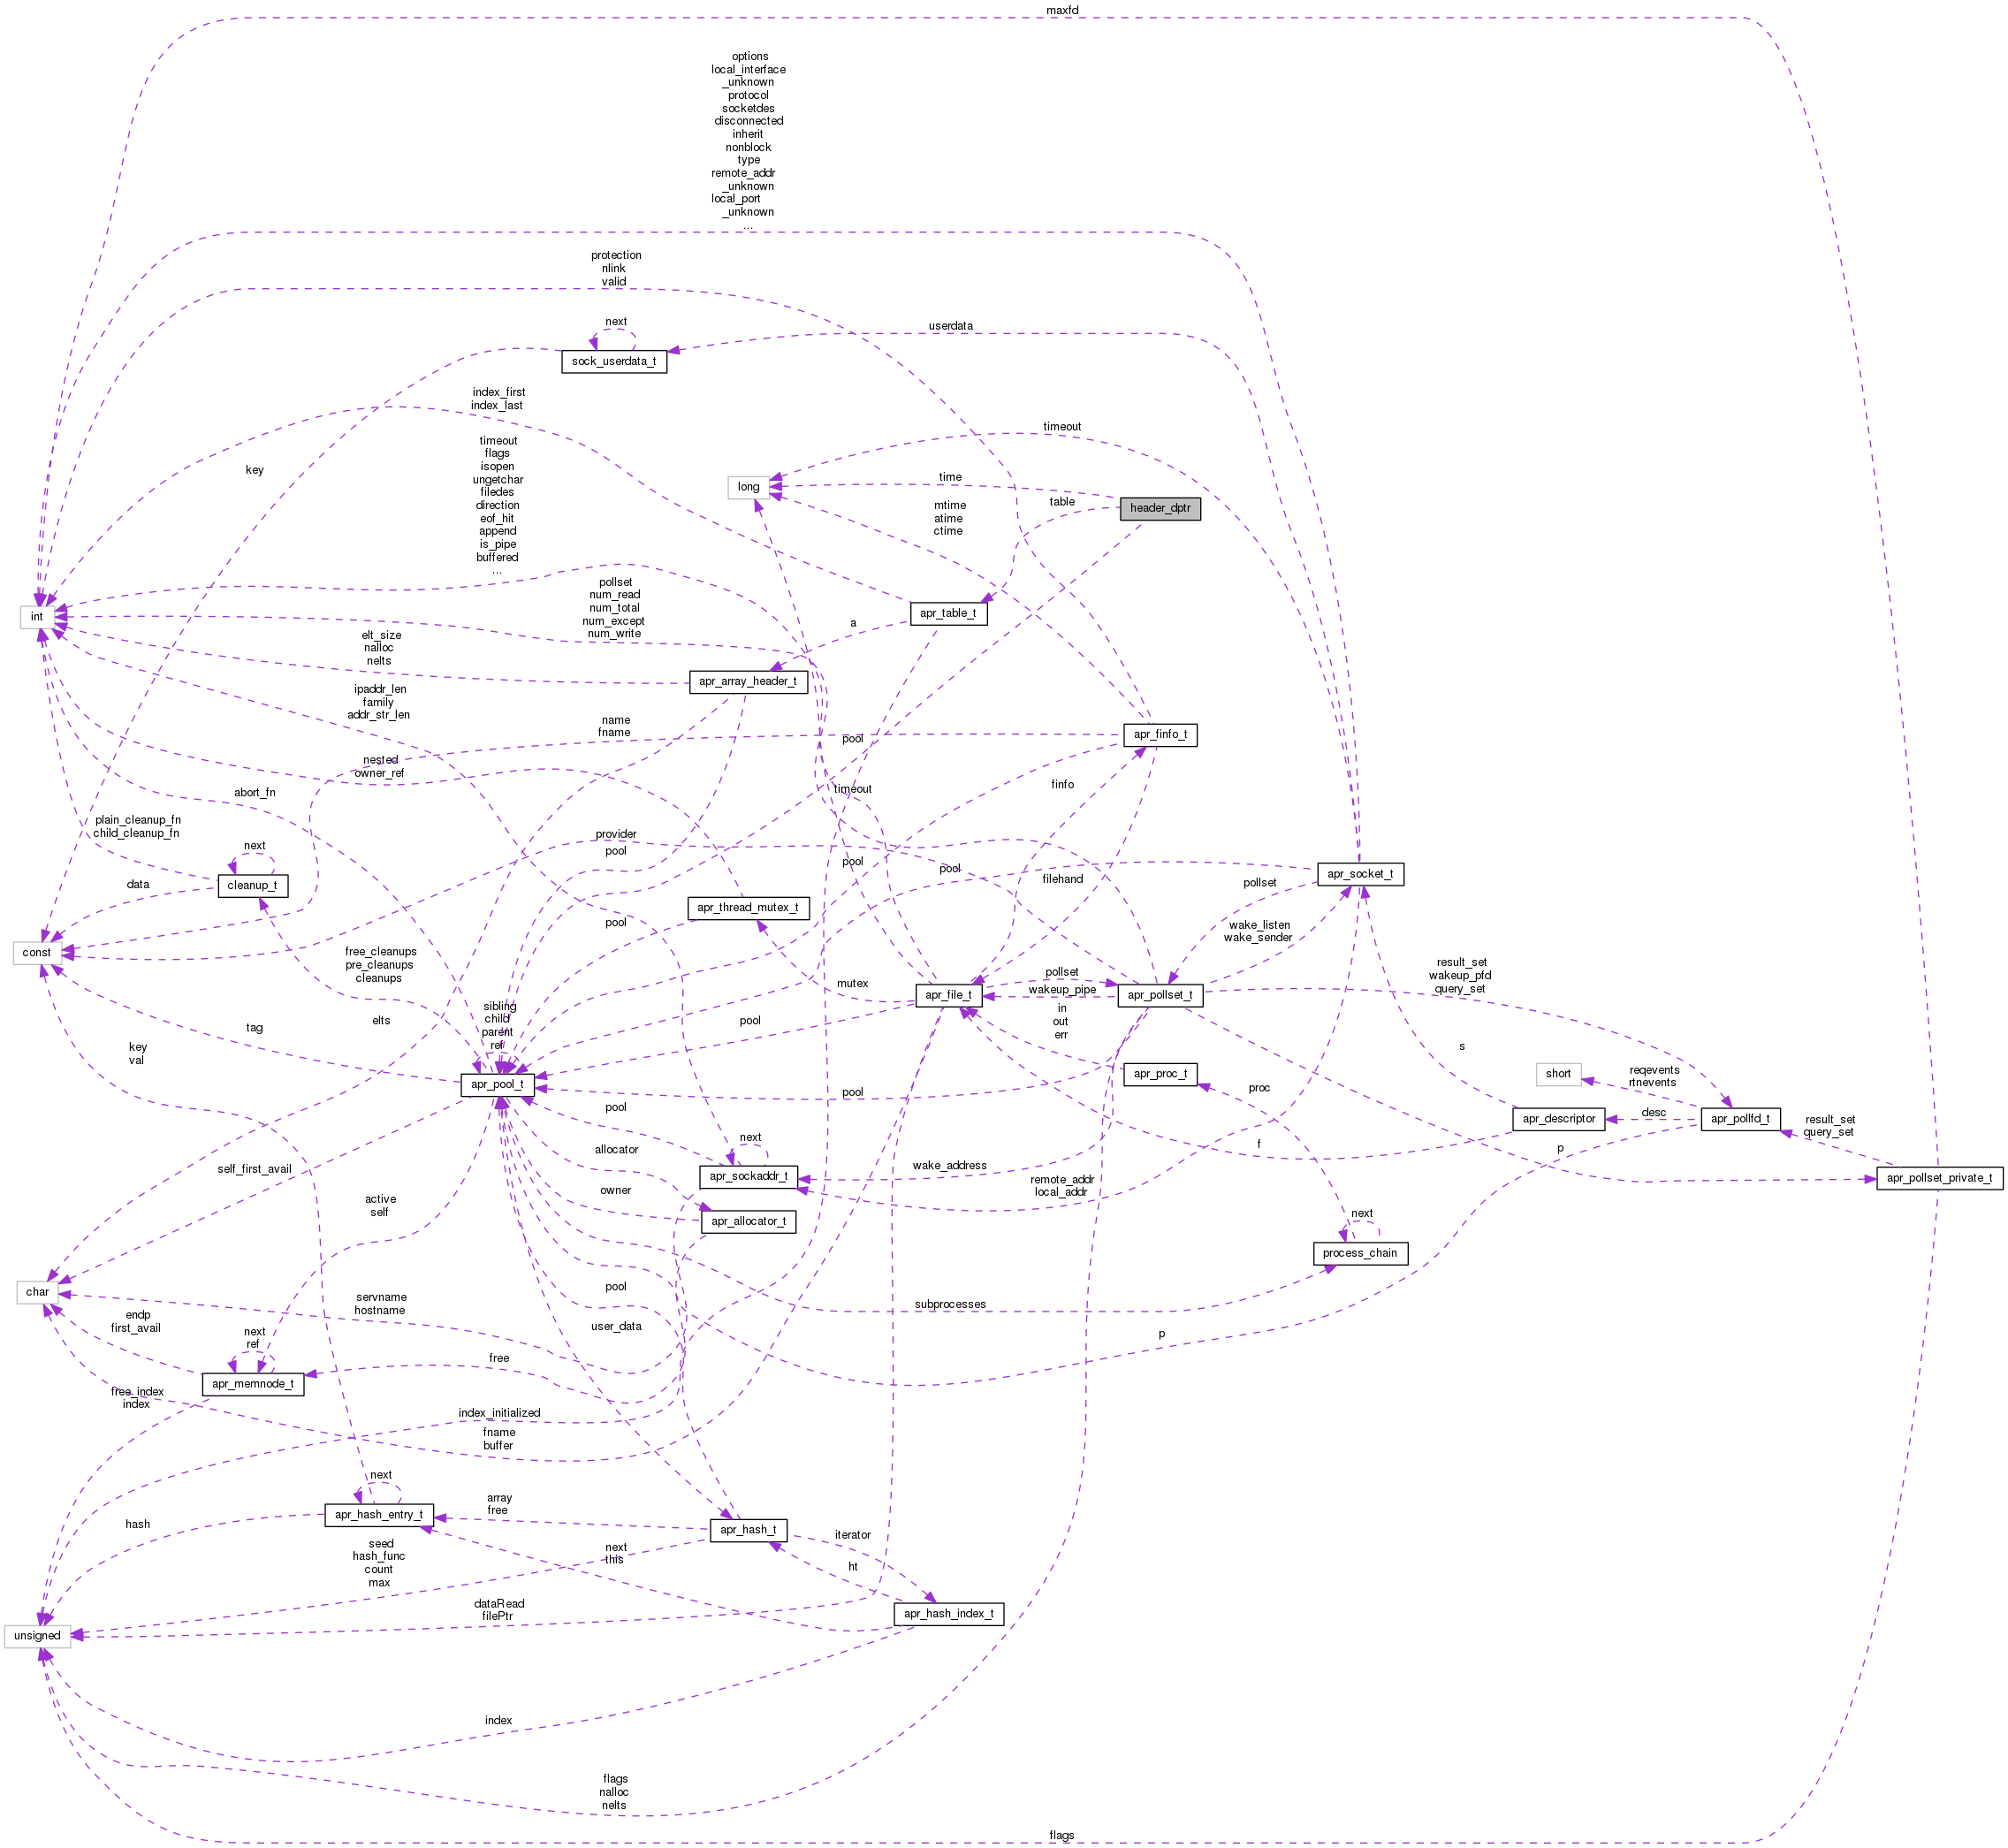 maxfd
options
local_interface
_unknown
protocol
socketdes
disconnected
inherit
nonblock
type
remote_addr
_unknown
local_port
_unknown
...
protection
nlink
valid
next
userdata
sock_userdata_t
index_first
index_last
timeout
key
timeout
flags
isopen
ungetchar
filedes
direction
eof_hit
append
is_pipe
buffered
...
long
time
mtime
atime
ctime
table
header_dptr
int
pollset
num_read
num_total
num_except
num_write
apr_table_t
a
elt_size
nalloc
nelts
apr_array_header_t
ipaddr_len
family
addr_str_len
name
fname
pool
apr_finfo_t
nested
owner_ref
timeout
finfo
abort_fn
plain_cleanup_fn
child_cleanup_fn
provider
pool
pool
pool
filehand
next
cleanup_t
data
apr_socket_t
pollset
apr_thread_mutex_t
pool
wake_listen
wake_sender
const
free_cleanups
pre_cleanups
cleanups
mutex
apr_file_t
pollset
wakeup_pipe
apr_pollset_t
result_set
wakeup_pfd
query_set
sibling
child
parent
ref
tag
elts
pool
in
out
err
s
key
val
apr_pool_t
pool
apr_proc_t
proc
short
reqevents
rtnevents
pool
apr_descriptor
desc
apr_pollfd_t
result_set
query_set
allocator
next
f
p
self_first_avail
apr_sockaddr_t
wake_address
remote_addr
local_addr
apr_pollset_private_t
active
self
owner
apr_allocator_t
next
process_chain
char
servname
hostname
pool
subprocesses
endp
first_avail
user_data
p
next
ref
free
apr_memnode_t
free_index
index
index_initialized
fname
buffer
next
apr_hash_entry_t
array
free
hash
apr_hash_t
iterator
seed
hash_func
count
max
next
this
ht
dataRead
filePtr
apr_hash_index_t
unsigned
index
flags
nalloc
nelts
flags